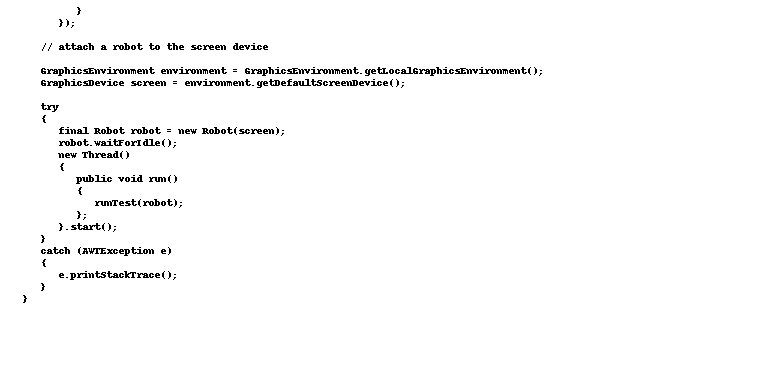 }
});
// attach a robot to the screen device
GraphicsEnvironment environment = GraphicsEnvironment.getLocalGraphicsEnvironment();
GraphicsDevice screen = environment.getDefaultScreenDevice();
try
{
final Robot robot = new Robot(screen);
robot.waitForIdle();
new Thread()
{
public void run()
{
runTest(robot);
};
}.start();
}
catch (AWTException e)
{
e.printStackTrace();
}
}